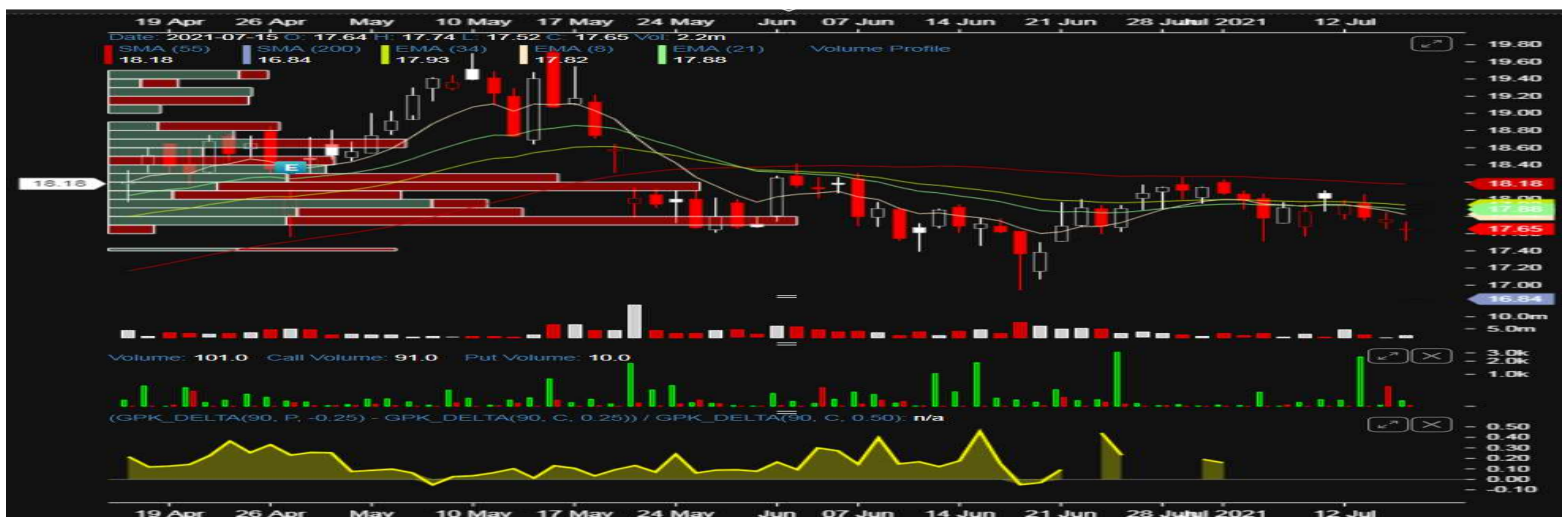 19 Apr 26 Apr May 10 May 17 May 24 May Jun 07 Jun 14 Jun 21 Jun 28 Jun Jul 2021 12 Jul
Date: 2021-07-15 O: 17.64 H: 17.74 L: 17.52 C: 17.65 Vol: 2.2m
SMA (55) SMA (200) EMA (34) EMA (8) EMA (21) Volume Profile
18.18 16.84 17.93 17.82 17.88
19.80
19.60
19.40
19.20
19.00
18.80
18.60
18.40
E
18.18
18.18
18.00
17.88
17.65
17.40
17.20
17.00
16.84
10.0m
5.0m
Volume: 101.0 Call Volume: 91.0 Put Volume: 10.0
3.0k
2.0k
1.0k
(GPK_DELTA(90, P, -0.25) - GPK_DELTA(90, C, 0.25)) / GPK_DELTA(90, C, 0.50): n/a
0.50
0.40
0.30
0.20
0.10
0.00
-0.10
19 Apr 26 Apr May 10 May 17 May 24 May Jun 07 Jun 14 Jun 21 Jun 28 Jun Jul 2021 12 Jul